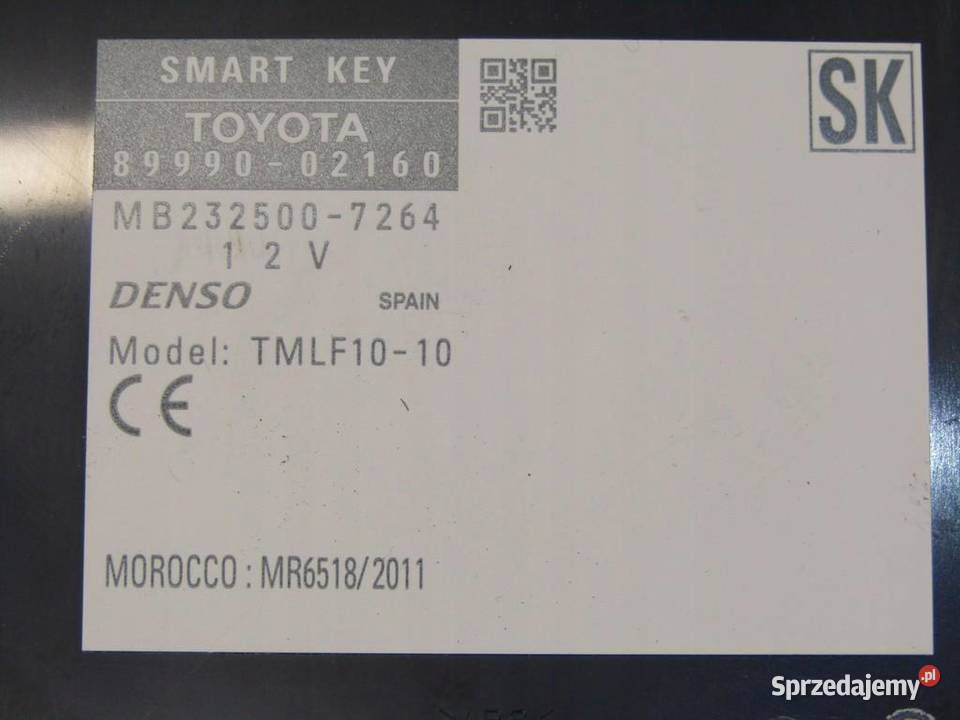 SMART KEY
TOYOTA
89990-02160
SK
MB232500-7264
12V
DENSO SPAIN
Model: TMLF10-10
CE
MOROCCO : MR6518/2011
Sprzedajemy.pl